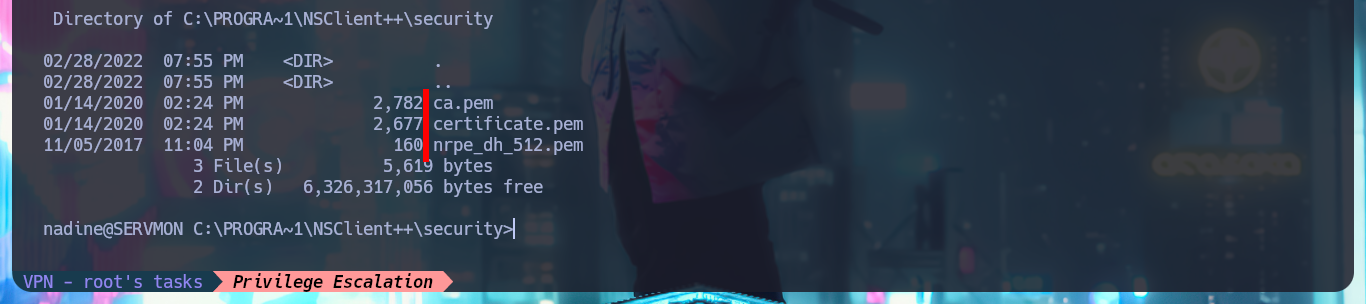 Directory of C:\PROGRA~1\NSClient++\security
02/28/2022  07:55 PM    <DIR>          .
02/28/2022  07:55 PM    <DIR>          ..
01/14/2020  02:24 PM             2,782 ca.pem
01/14/2020  02:24 PM             2,677 certificate.pem
11/05/2017  11:04 PM               160 nrpe_dh_512.pem
3 File(s)          5,619 bytes
2 Dir(s)   6,326,317,056 bytes free
nadine@SERVMON C:\PROGRA~1\NSClient++\security>
VPN - root's tasks Privilege Escalation